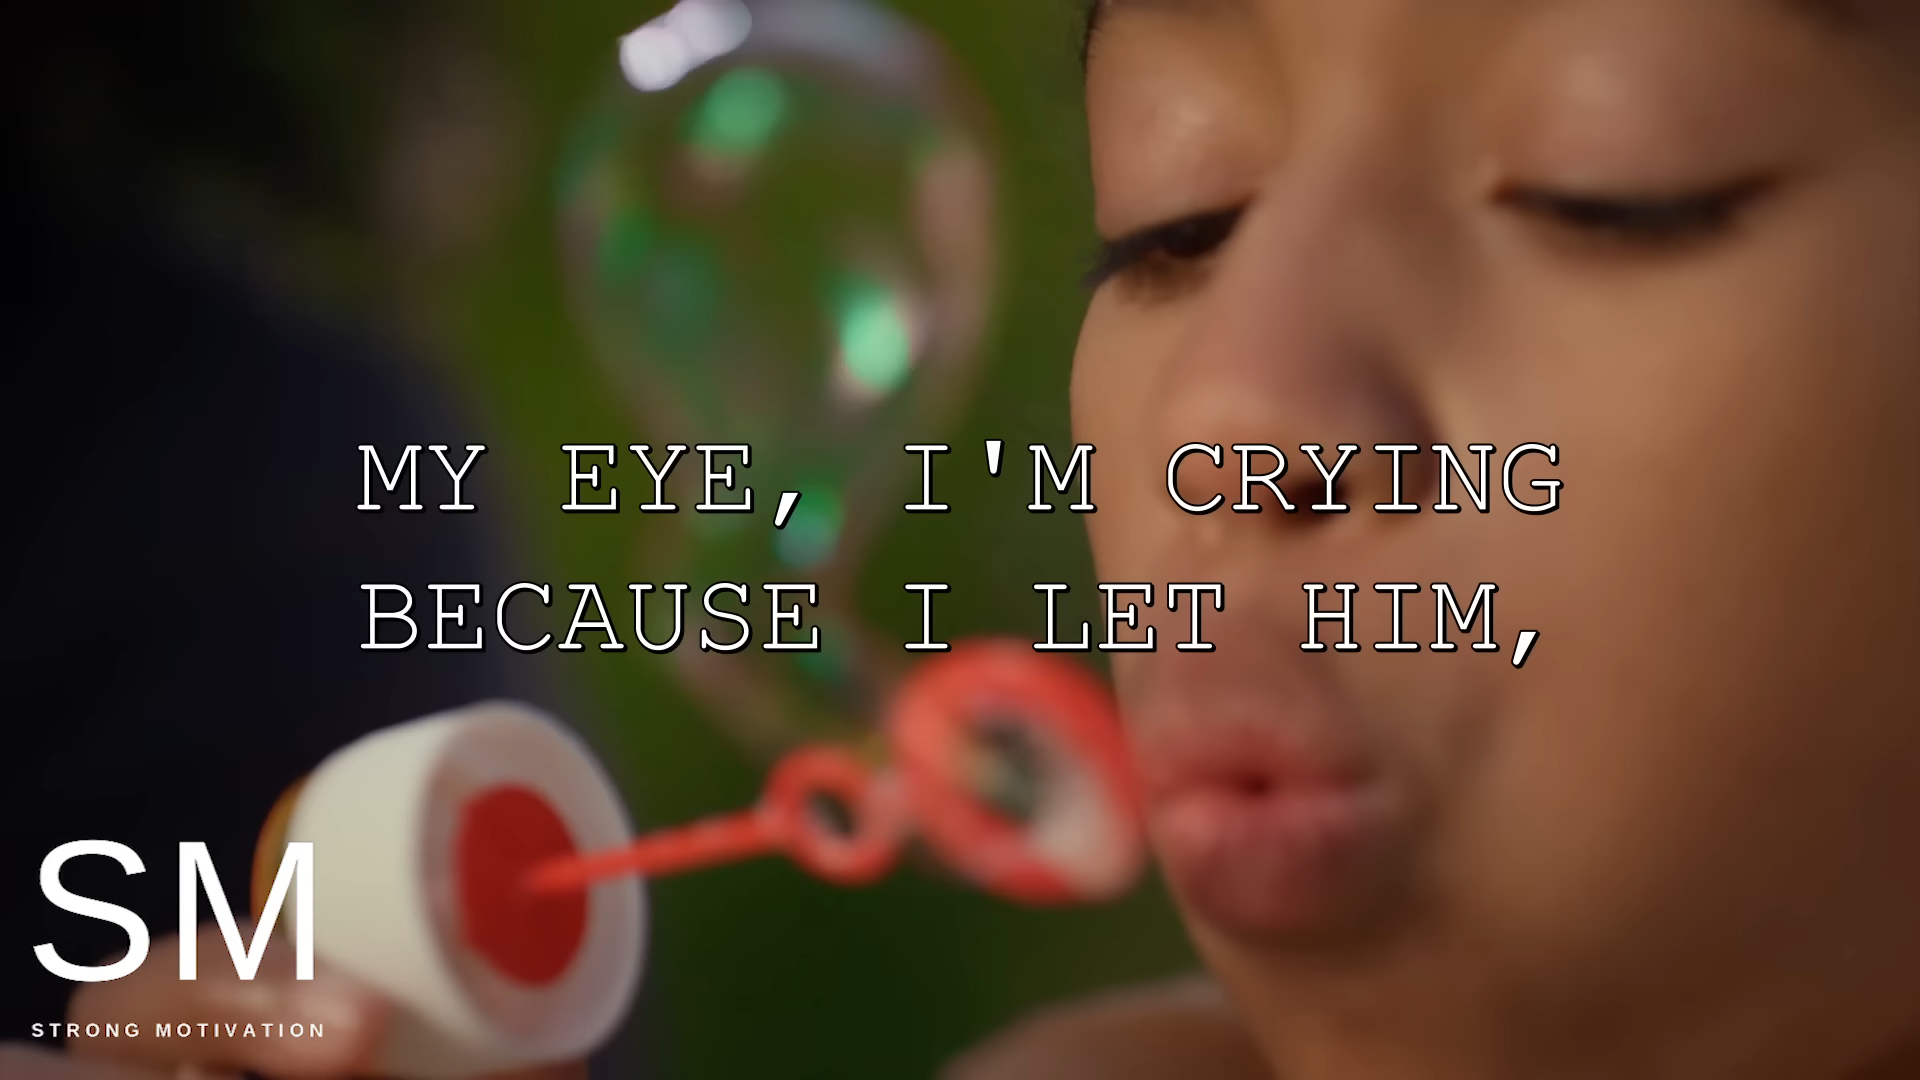 MY EYE, I'M CRYING
BECAUSE I LET HIM,
SM
STRONG MOTIVATION